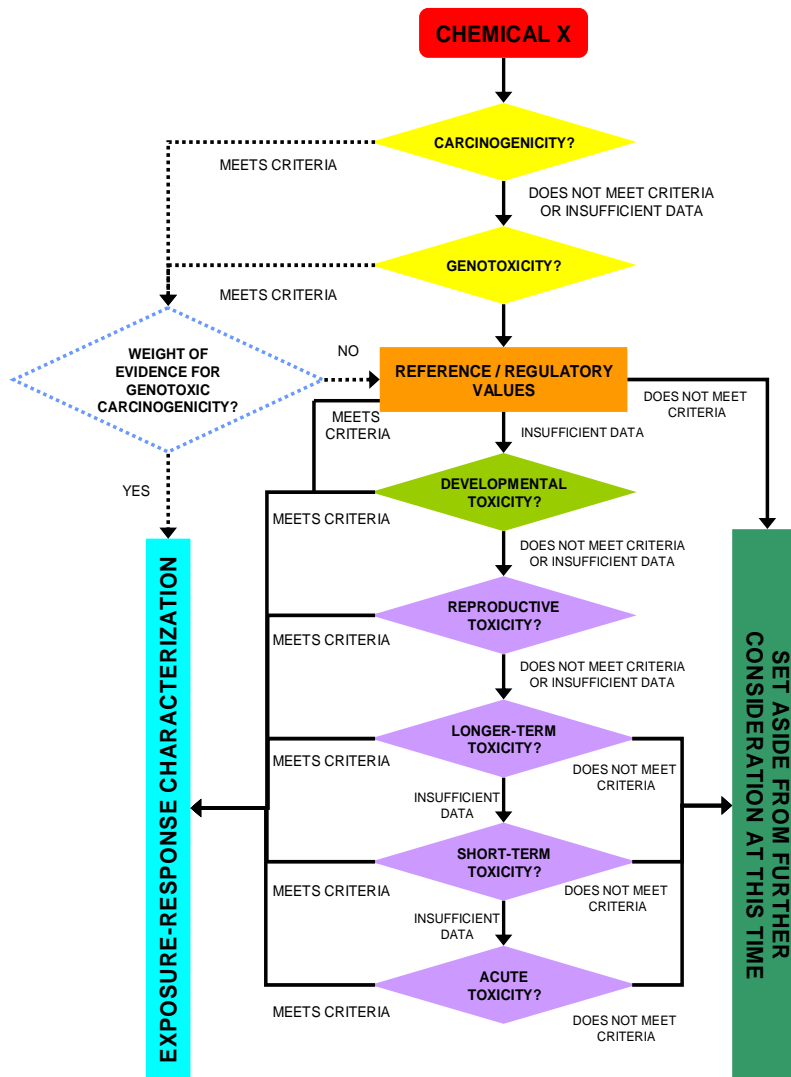 CHEMICAL X
CARCINOGENICITY?
MEETS CRITERIA
DOES NOT MEET CRITERIA
OR INSUFFICIENT DATA
GENOTOXICITY?
MEETS CRITERIA
WEIGHT OF
EVIDENCE FOR
GENOTOXIC
CARCINOGENICITY?
NO
REFERENCE / REGULATORY
VALUES
DOES NOT MEET
CRITERIA
MEETS
CRITERIA
INSUFFICIENT DATA
YES
DEVELOPMENTAL
TOXICITY?
MEETS CRITERIA
DOES NOT MEET CRITERIA
OR INSUFFICIENT DATA
REPRODUCTIVE
TOXICITY?
MEETS CRITERIA
DOES NOT MEET CRITERIA
OR INSUFFICIENT DATA
LONGER-TERM
TOXICITY?
MEETS CRITERIA
DOES NOT MEET
CRITERIA
INSUFFICIENT
DATA
SHORT-TERM
TOXICITY?
MEETS CRITERIA
DOES NOT MEET
CRITERIA
INSUFFICIENT
DATA
ACUTE
TOXICITY?
MEETS CRITERIA
DOES NOT MEET
CRITERIA
EXPOSURE-RESPONSE CHARACTERIZATION
SET ASIDE FROM FURTHER
CONSIDERATION AT THIS TIME